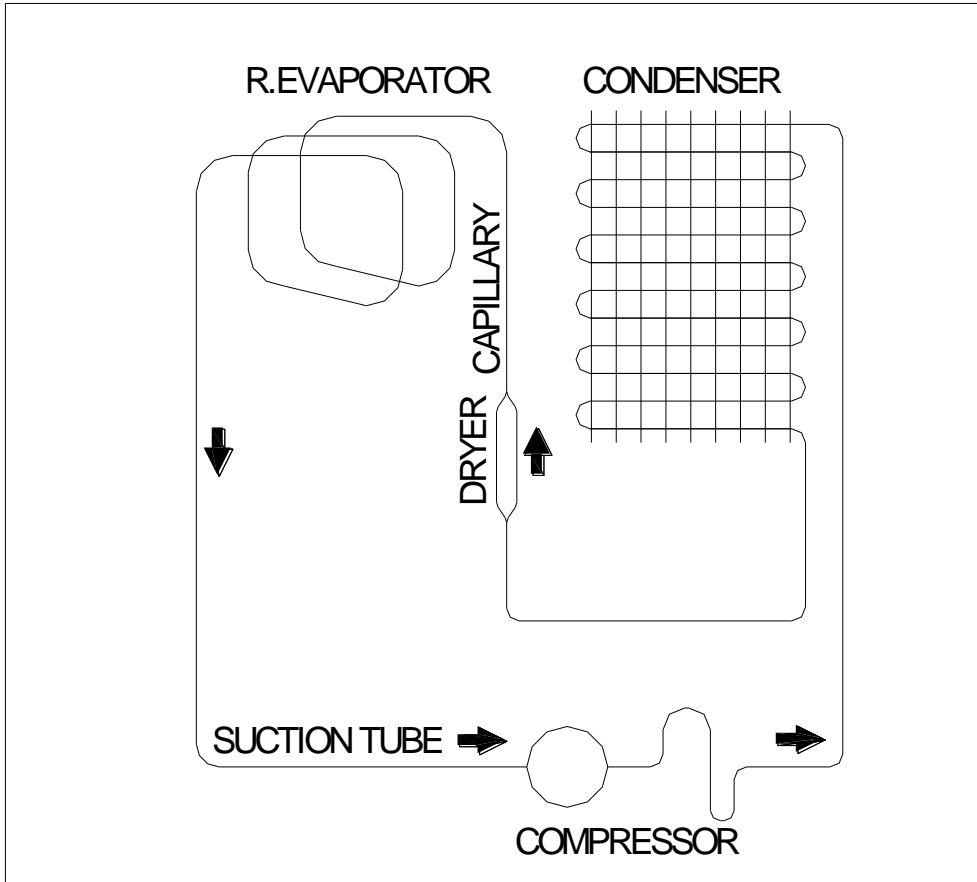 R.EVAPORATOR
CONDENSER
CAPILLARY
DRYER
SUCTION TUBE
COMPRESSOR